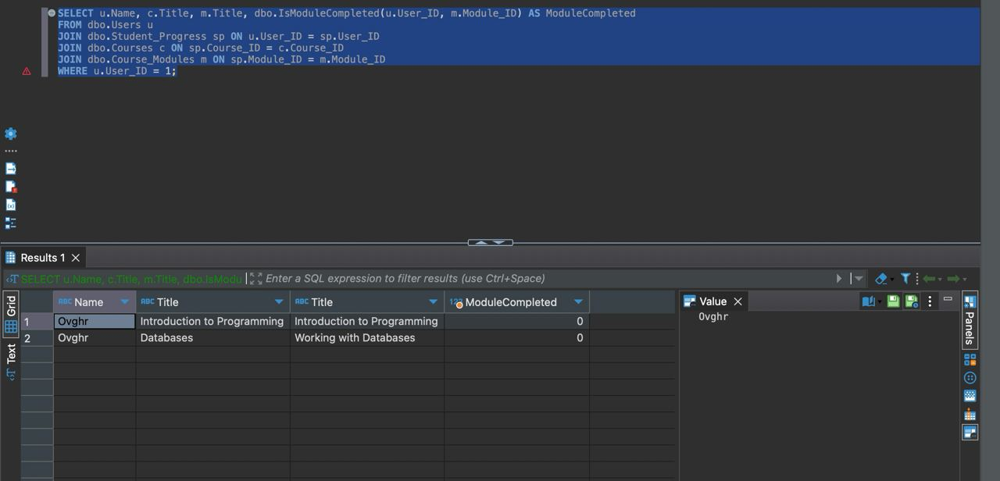 SELECT u.Name, c.Title, m.Title, dbo.IsModuleCompleted(u.User_ID, m.Module_ID) AS ModuleCompleted
FROM dbo.Users u
JOIN dbo.Student_Progress sp ON u.User_ID = sp.User_ID
JOIN dbo.Courses c ON sp.Course_ID = c.Course_ID
JOIN dbo.Course_Modules m ON sp.Module_ID = m.Module_ID
WHERE u.User_ID = 1;
Results 1
SELECT u.Name, c.Title, m.Title, dbo.IsModu Enter a SQL expression to filter results (use Ctrl+Space)
Grid
Text
ABC Name ABC Title ABC Title 123 ModuleCompleted
1 Ovghr Introduction to Programming Introduction to Programming 0
2 Ovghr Databases Working with Databases 0
Value
Ovghr
Panels